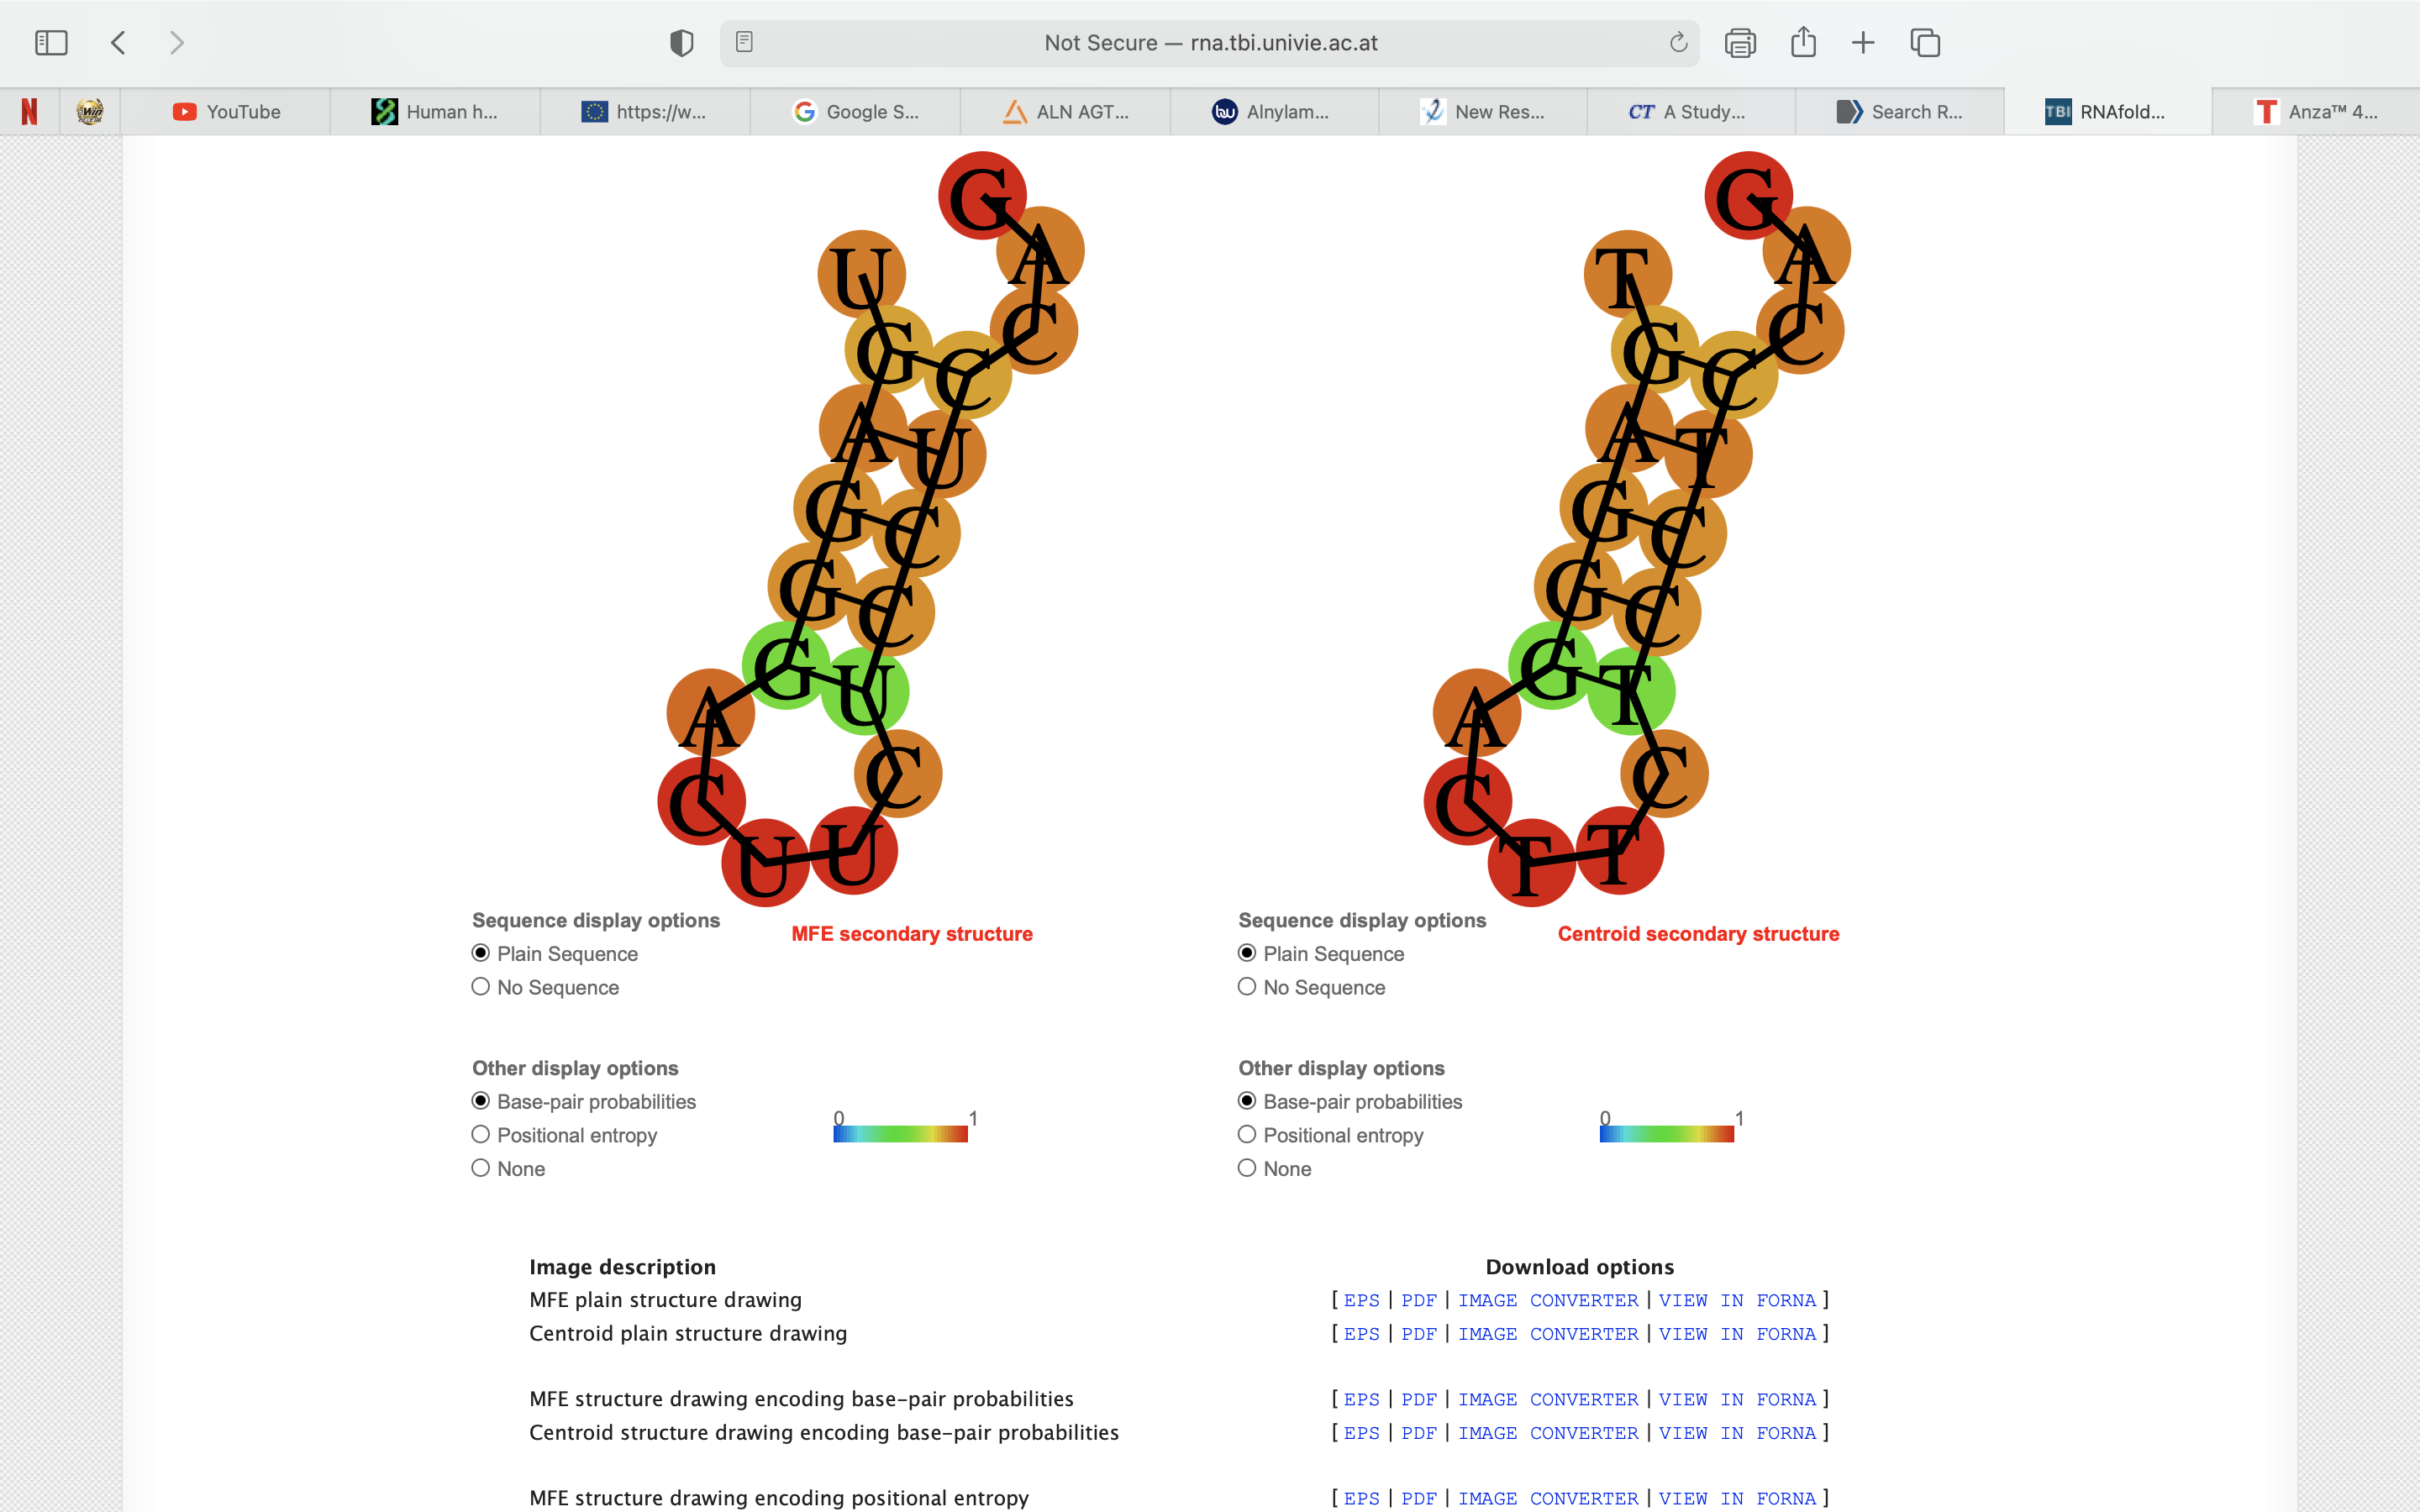 Not Secure — rna.tbi.univie.ac.at
YouTube
Human h...
https://w...
Google S...
ALN AGT...
Alnylam...
New Res...
CT A Study...
Search R...
TBI RNAfold...
Anza™ 4...
G
A
U
C
G
C
A
U
G
C
G
C
G
U
A
C
C
U
U
G
A
T
C
G
C
A
T
G
C
G
C
G
T
A
C
C
T
T
Sequence display options
MFE secondary structure
Plain Sequence
No Sequence
Other display options
Base-pair probabilities
0 1
Positional entropy
None
Sequence display options
Centroid secondary structure
Plain Sequence
No Sequence
Other display options
Base-pair probabilities
0 1
Positional entropy
None
Image description Download options
MFE plain structure drawing [ EPS | PDF | IMAGE CONVERTER | VIEW IN FORNA ]
Centroid plain structure drawing [ EPS | PDF | IMAGE CONVERTER | VIEW IN FORNA ]
MFE structure drawing encoding base-pair probabilities [ EPS | PDF | IMAGE CONVERTER | VIEW IN FORNA ]
Centroid structure drawing encoding base-pair probabilities [ EPS | PDF | IMAGE CONVERTER | VIEW IN FORNA ]
MFE structure drawing encoding positional entropy [ EPS | PDF | IMAGE CONVERTER | VIEW IN FORNA ]